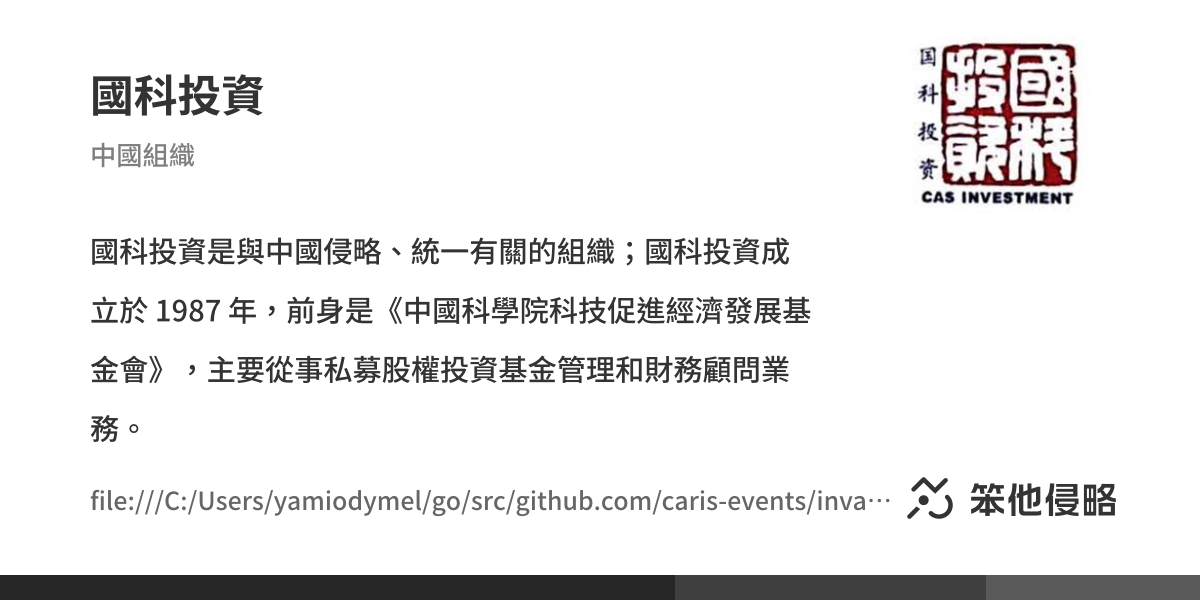 國科投資
中國組織
国科投资
國科投資
CAS INVESTMENT
國科投資是與中國侵略、統一有關的組織；國科投資成
立於 1987 年，前身是《中國科學院科技促進經濟發展基
金會》，主要從事私募股權投資基金管理和財務顧問業
務。
file:///C:/Users/yamiodymel/go/src/github.com/caris-events/inva…
笨他侵略